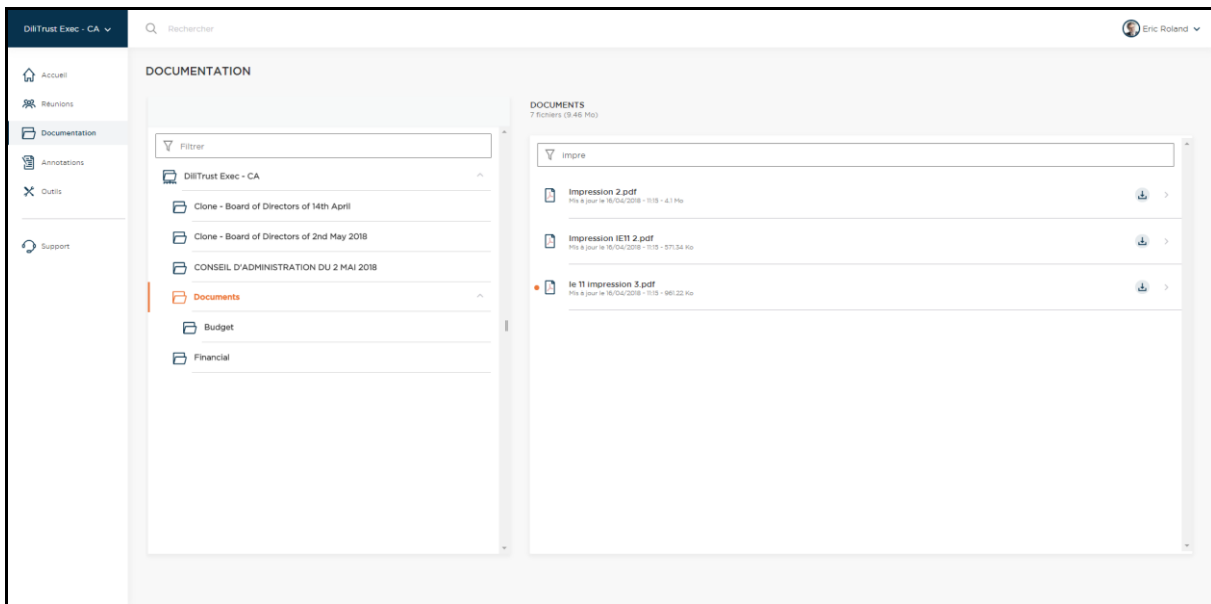 DiliTrust Exec - CA
Rechercher
Eric Roland
Accueil
Réunions
Documentation
Annotations
Outils
Support
DOCUMENTATION
Filtrer
DiliTrust Exec - CA
Clone - Board of Directors of 14th April
Clone - Board of Directors of 2nd May 2018
CONSEIL D'ADMINISTRATION DU 2 MAI 2018
Documents
Budget
Financial
DOCUMENTS
7 fichiers (9.46 Mo)
impre
Impression 2.pdf
Mis à jour le 16/04/2018 - 11:15 - 4.1 Mo
Impression IE11 2.pdf
Mis à jour le 16/04/2018 - 11:15 - 571,34 Ko
le 11 impression 3.pdf
Mis à jour le 16/04/2018 - 11:15 - 961,22 Ko